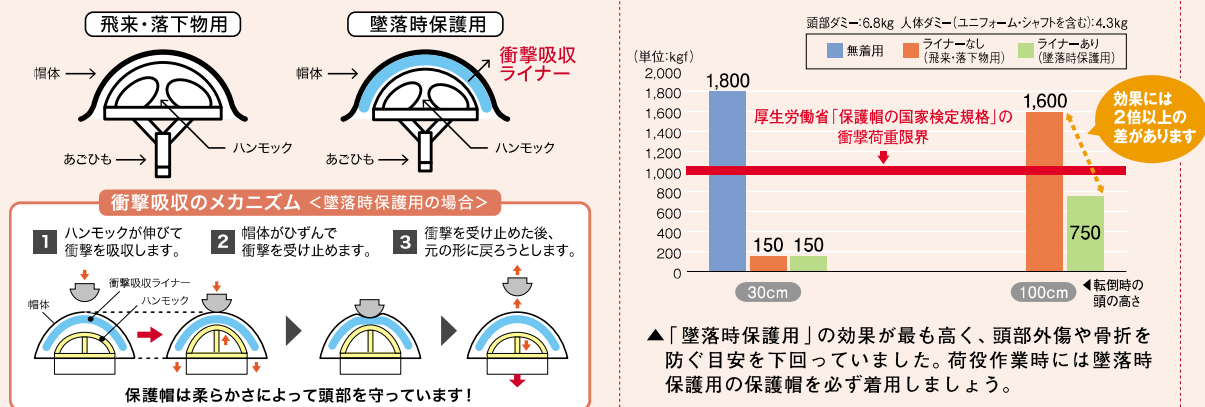 飛来・落下物用
帽体
ハンモック
あごひも
墜落時保護用
衝撃吸収
ライナー
帽体
ハンモック
あごひも
衝撃吸収のメカニズム <墜落時保護用の場合>
1 ハンモックが伸びて
衝撃を吸収します。
2 帽体がひずんで
衝撃を受け止めます。
3 衝撃を受け止めた後、
元の形に戻ろうとします。
衝撃吸収ライナー
ハンモック
帽体
保護帽は柔らかさによって頭部を守っています!
頭部ダミー:6.8kg 人体ダミー(ユニフォーム・シャフトを含む):4.3kg
無着用
ライナーなし
(飛来・落下物用)
ライナーあり
(墜落時保護用)
(単位:kgf)
2,000
1,800
1,600
1,400
1,200
1,000
800
600
400
200
0
1,800
150
150
1,600
750
厚生労働省「保護帽の国家検定規格」の
衝撃荷重限界
効果には
2倍以上の
差があります
30cm
100cm
◀転倒時の
頭の高さ
▲「墜落時保護用」の効果が最も高く、頭部外傷や骨折を
防ぐ目安を下回っていました。荷役作業時には墜落時
保護用の保護帽を必ず着用しましょう。